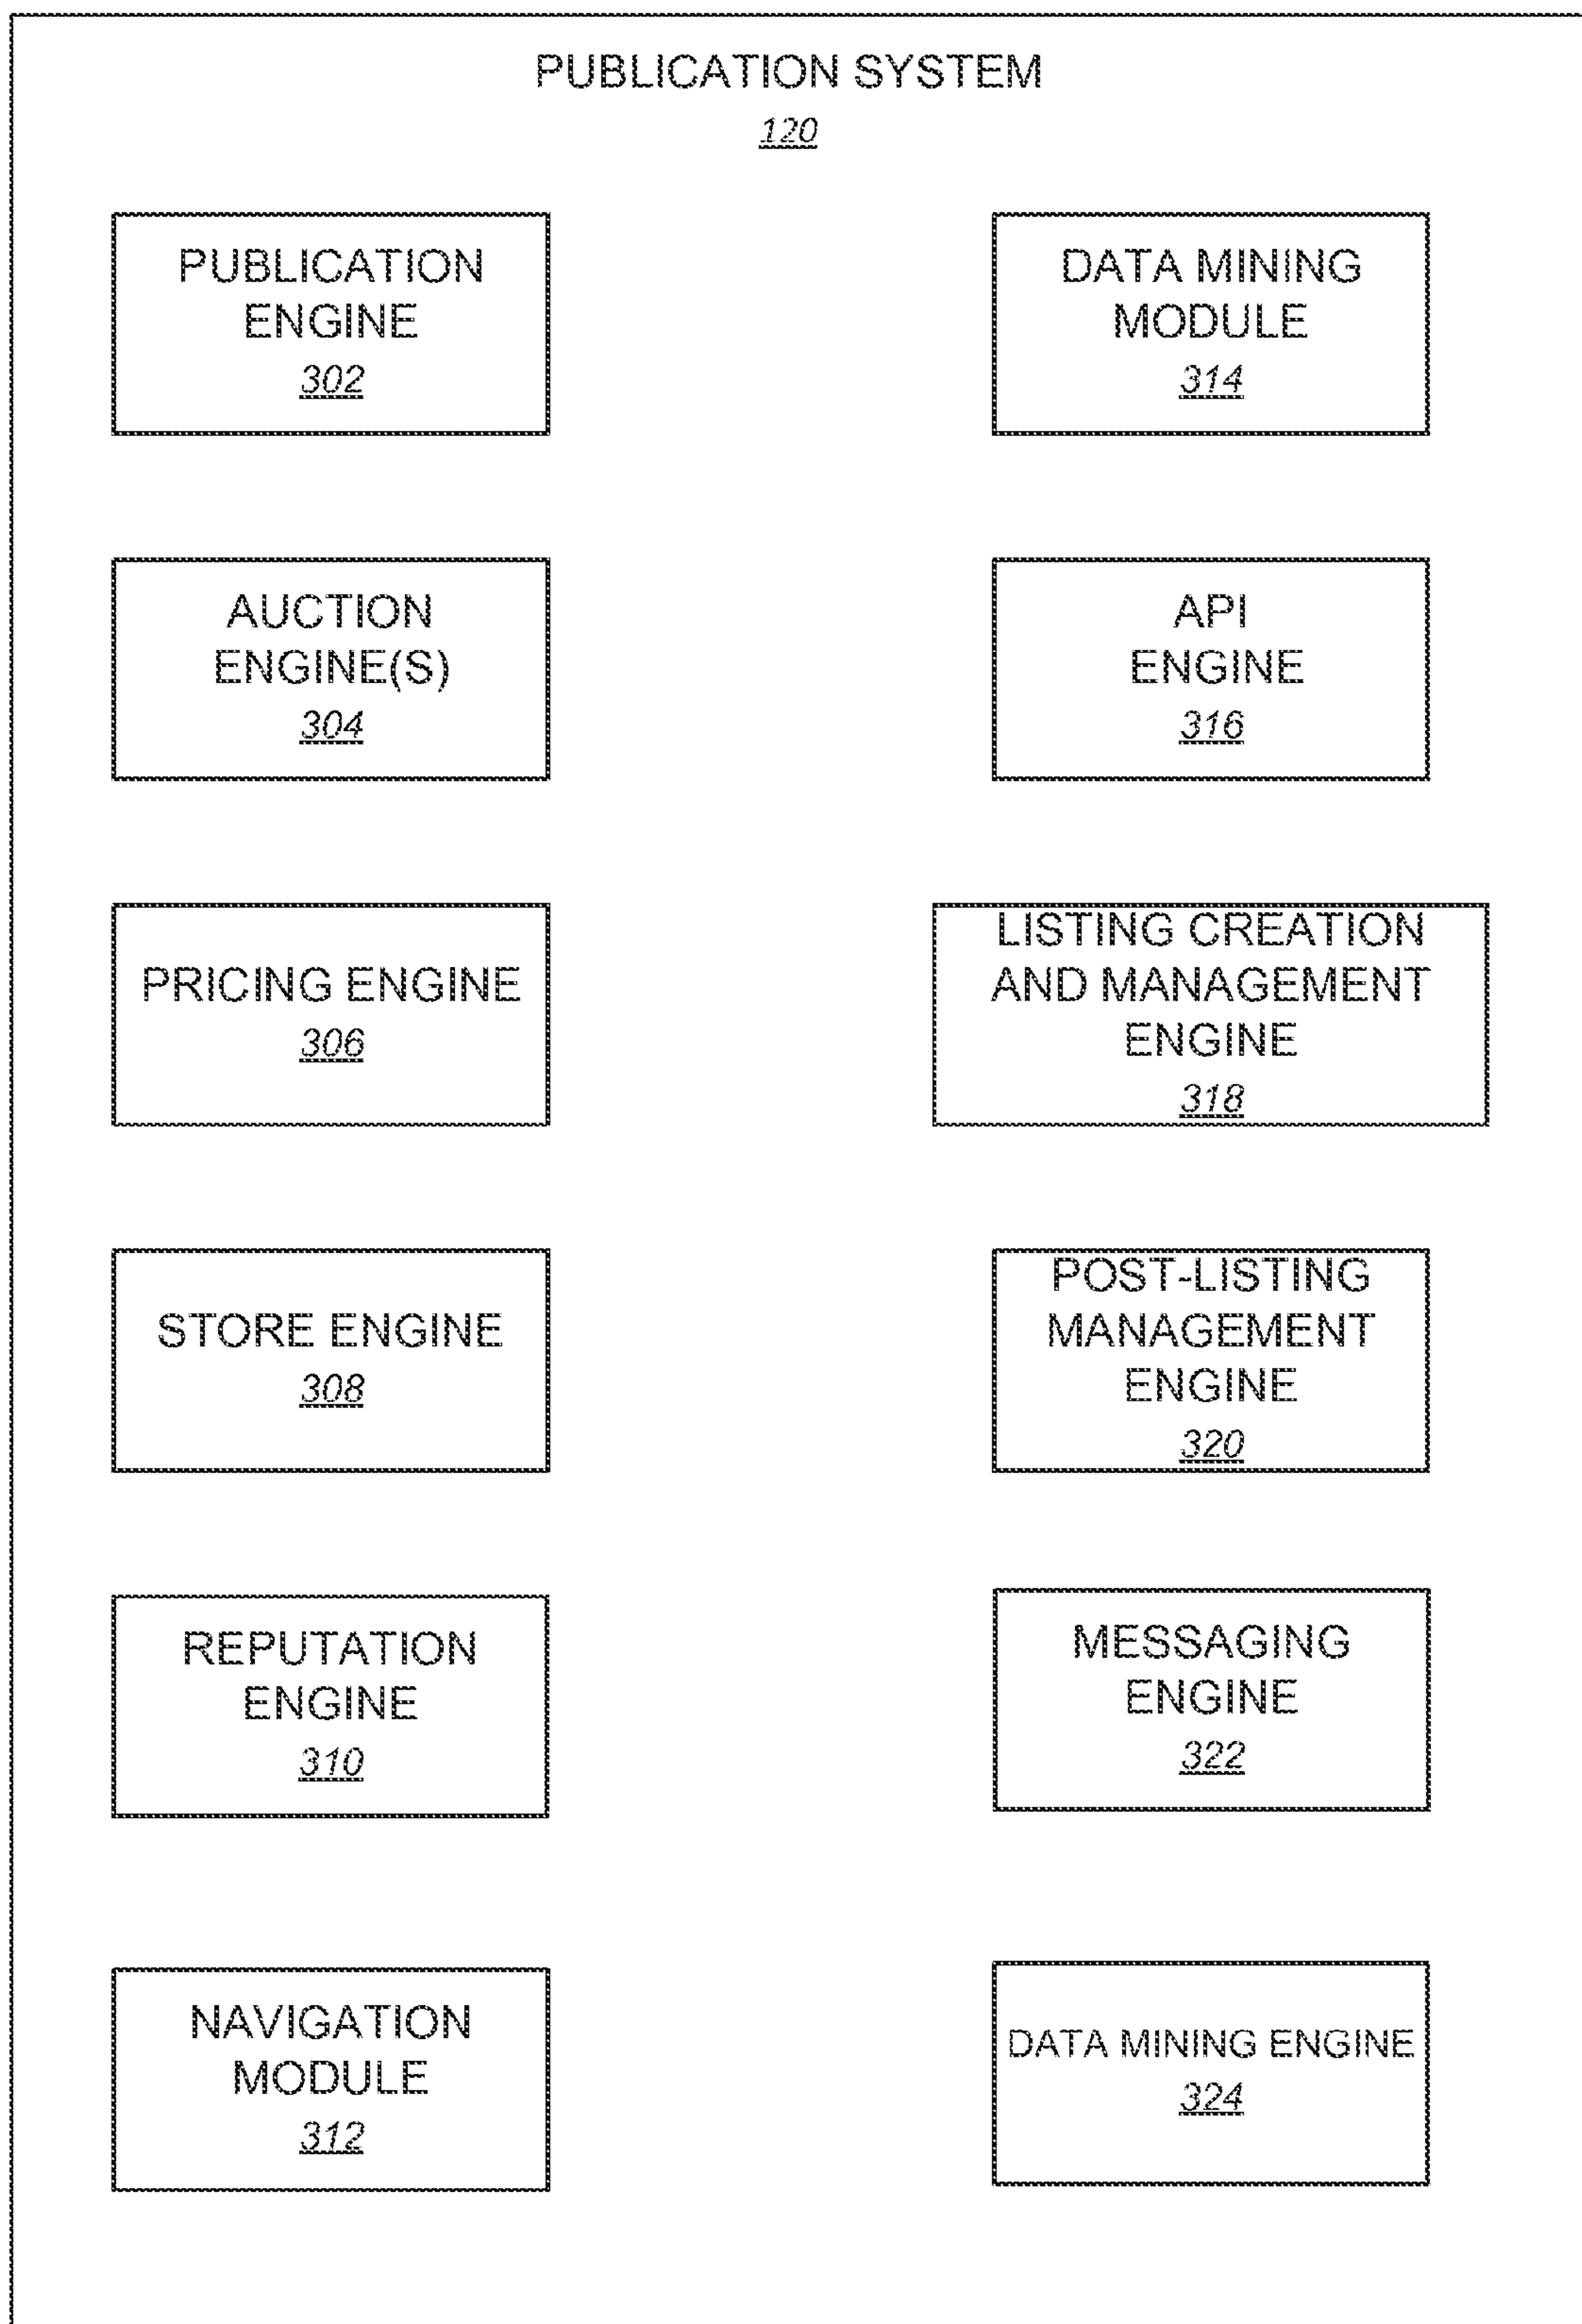 PUBLICATION SYSTEM
120
PUBLICATION
ENGINE
302
DATA MINING
MODULE
314
AUCTION
ENGINE(S)
304
API
ENGINE
316
PRICING ENGINE
306
LISTING CREATION
AND MANAGEMENT
ENGINE
318
STORE ENGINE
308
POST-LISTING
MANAGEMENT
ENGINE
320
REPUTATION
ENGINE
310
MESSAGING
ENGINE
322
NAVIGATION
MODULE
312
DATA MINING ENGINE
324